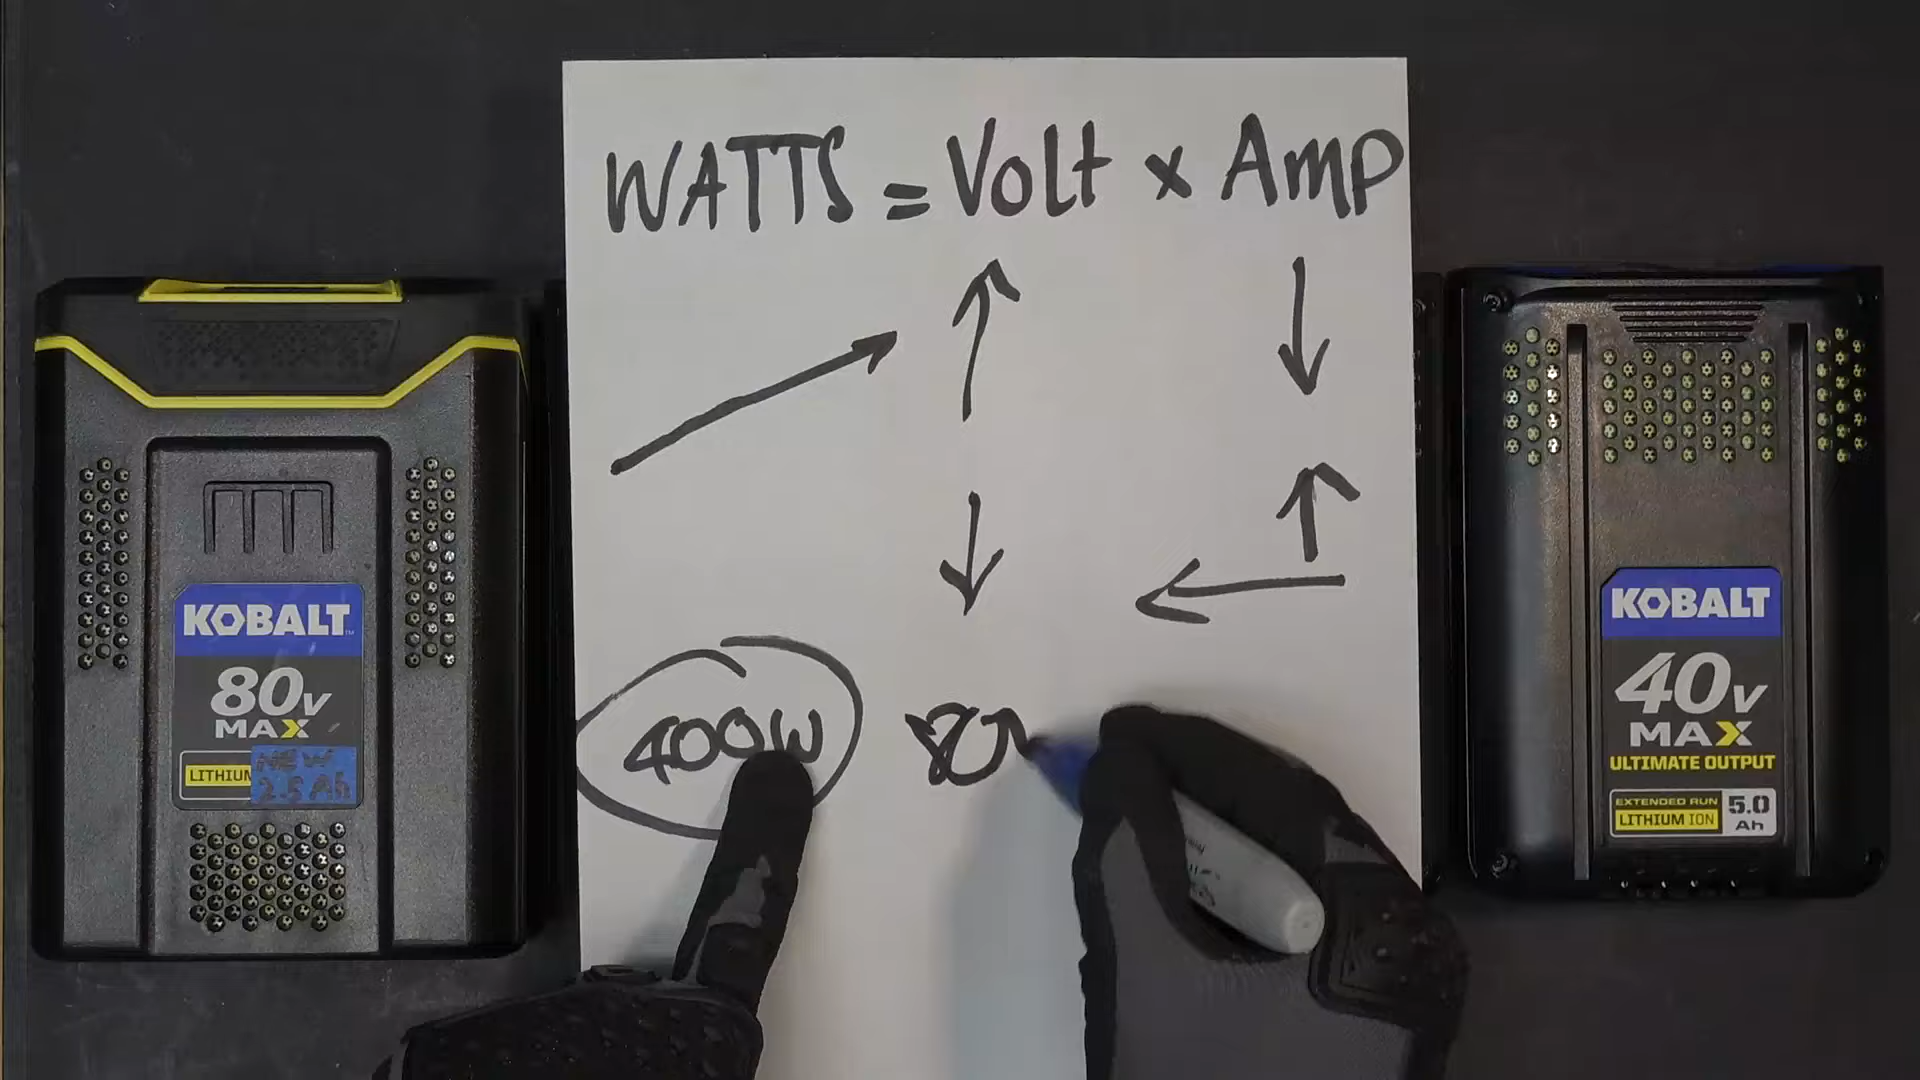 WATTS = Volt x Amp
400W 80V
KOBALT
80V
MAX
LITHIUM
NEW
2.5 Ah
KOBALT
40V
MAX
ULTIMATE OUTPUT
EXTENDED RUN
LITHIUM ION
5.0
Ah